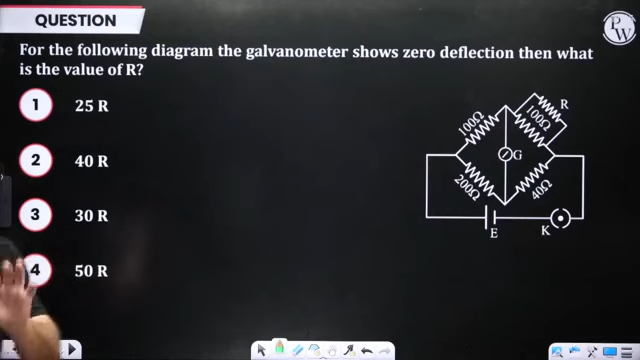 QUESTION
PW
For the following diagram the galvanometer shows zero deflection then what
is the value of R?
1 25 R
2 40 R
3 30 R
4 50 R
100Ω
100Ω
R
G
200Ω
40Ω
E
K